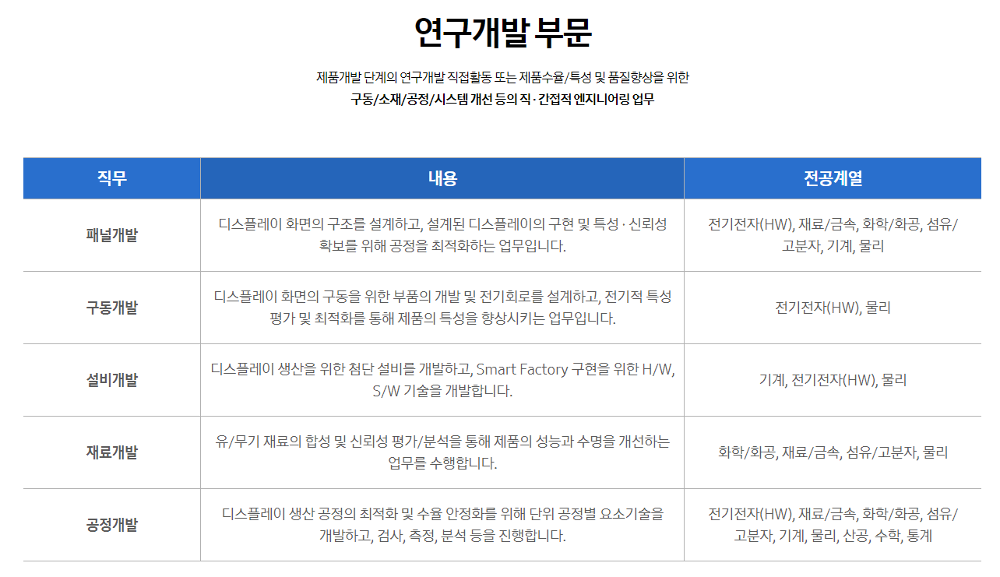 연구개발 부문
제품개발 단계의 연구개발 직접활동 또는 제품수율/특성 및 품질향상을 위한
구동/소재/공정/시스템 개선 등의 직 · 간접적 엔지니어링 업무
직무
내용
전공계열
패널개발
디스플레이 화면의 구조를 설계하고, 설계된 디스플레이의 구현 및 특성 · 신뢰성
확보를 위해 공정을 최적화하는 업무입니다.
전기전자(HW), 재료/금속, 화학/화공, 섬유/
고분자, 기계, 물리
구동개발
디스플레이 화면의 구동을 위한 부품의 개발 및 전기회로를 설계하고, 전기적 특성
평가 및 최적화를 통해 제품의 특성을 향상시키는 업무입니다.
전기전자(HW), 물리
설비개발
디스플레이 생산을 위한 첨단 설비를 개발하고, Smart Factory 구현을 위한 H/W,
S/W 기술을 개발합니다.
기계, 전기전자(HW), 물리
재료개발
유/무기 재료의 합성 및 신뢰성 평가/분석을 통해 제품의 성능과 수명을 개선하는
업무를 수행합니다.
화학/화공, 재료/금속, 섬유/고분자, 물리
공정개발
디스플레이 생산 공정의 최적화 및 수율 안정화를 위해 단위 공정별 요소기술을
개발하고, 검사, 측정, 분석 등을 진행합니다.
전기전자(HW), 재료/금속, 화학/화공, 섬유/
고분자, 기계, 물리, 산공, 수학, 통계